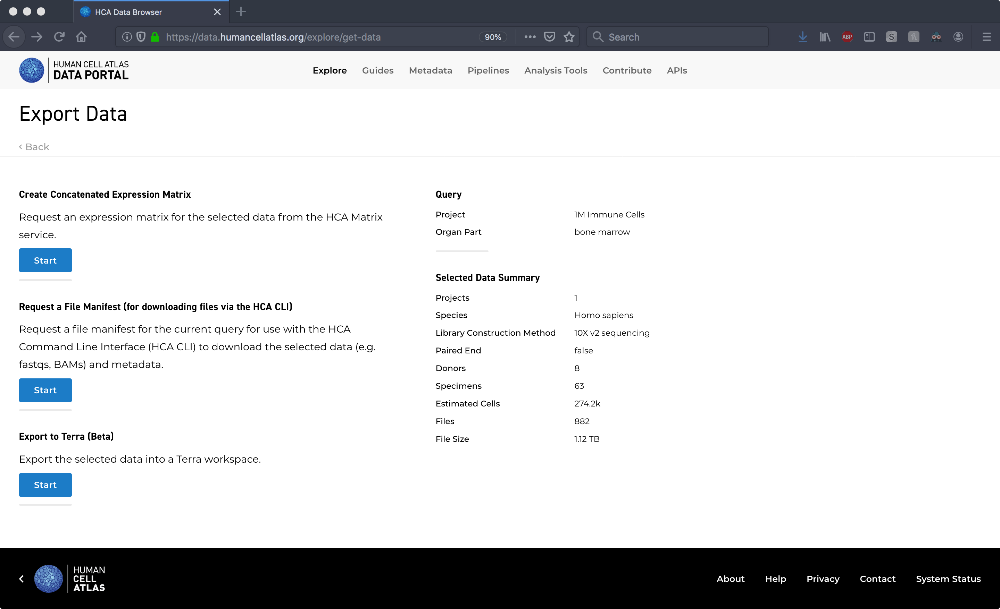 HCA Data Browser
https://data.humancellatlas.org/explore/get-data
90%
Search
ABP
S
h
HUMAN CELL ATLAS
DATA PORTAL
Explore
Guides
Metadata
Pipelines
Analysis Tools
Contribute
APIs
Export Data
‹ Back
Create Concatenated Expression Matrix
Request an expression matrix for the selected data from the HCA Matrix
service.
Start
Request a File Manifest (for downloading files via the HCA CLI)
Request a file manifest for the current query for use with the HCA
Command Line Interface (HCA CLI) to download the selected data (e.g.
fastqs, BAMs) and metadata.
Start
Export to Terra (Beta)
Export the selected data into a Terra workspace.
Start
Query
Project 1M Immune Cells
Organ Part bone marrow
Selected Data Summary
Projects 1
Species Homo sapiens
Library Construction Method 10X v2 sequencing
Paired End false
Donors 8
Specimens 63
Estimated Cells 274.2k
Files 882
File Size 1.12 TB
HUMAN
CELL
ATLAS
About
Help
Privacy
Contact
System Status